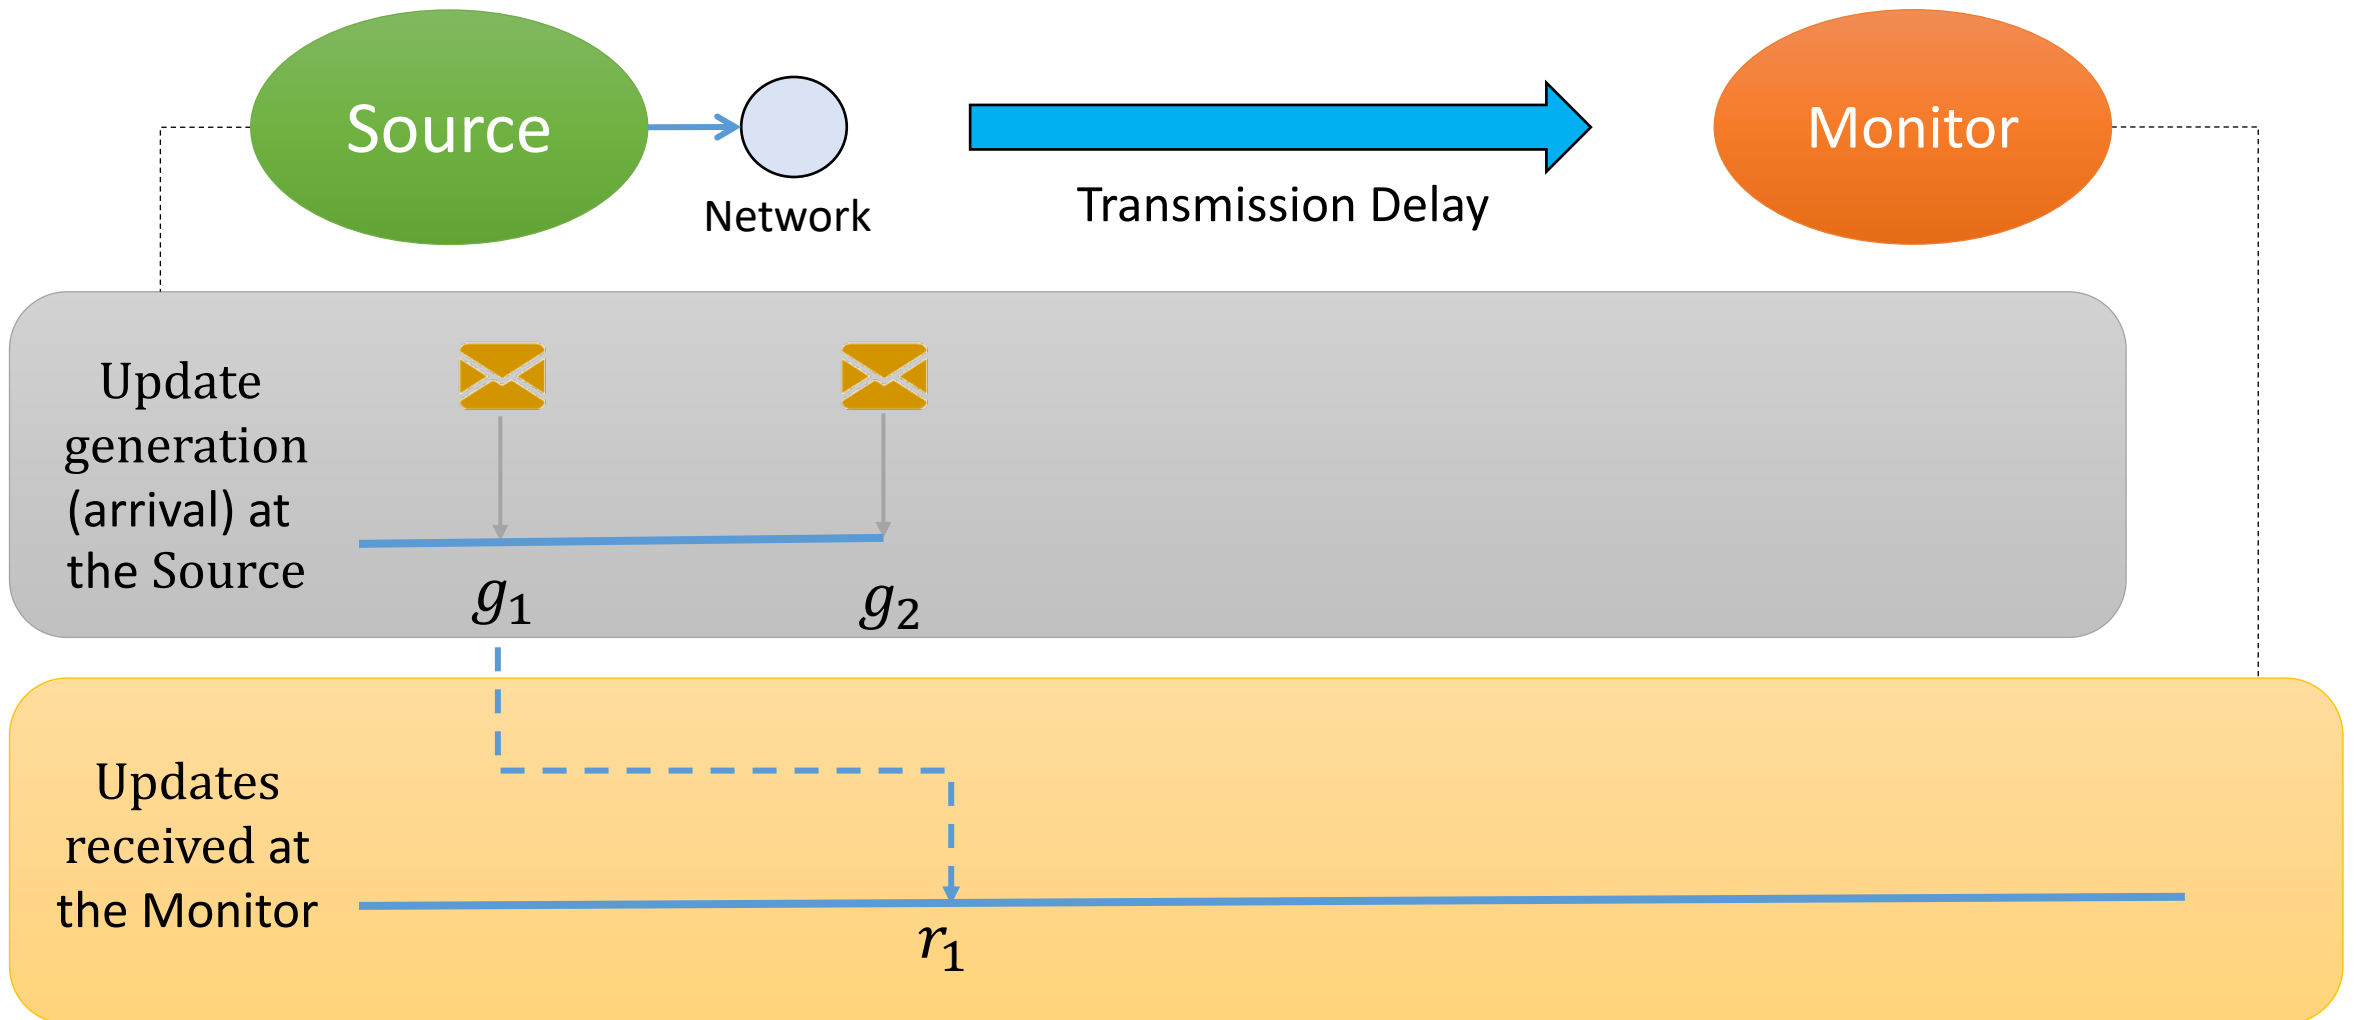 Source
Monitor
Network
Transmission Delay
Update
generation
(arrival) at
the Source
g₁
g₂
Updates
received at
the Monitor
r₁